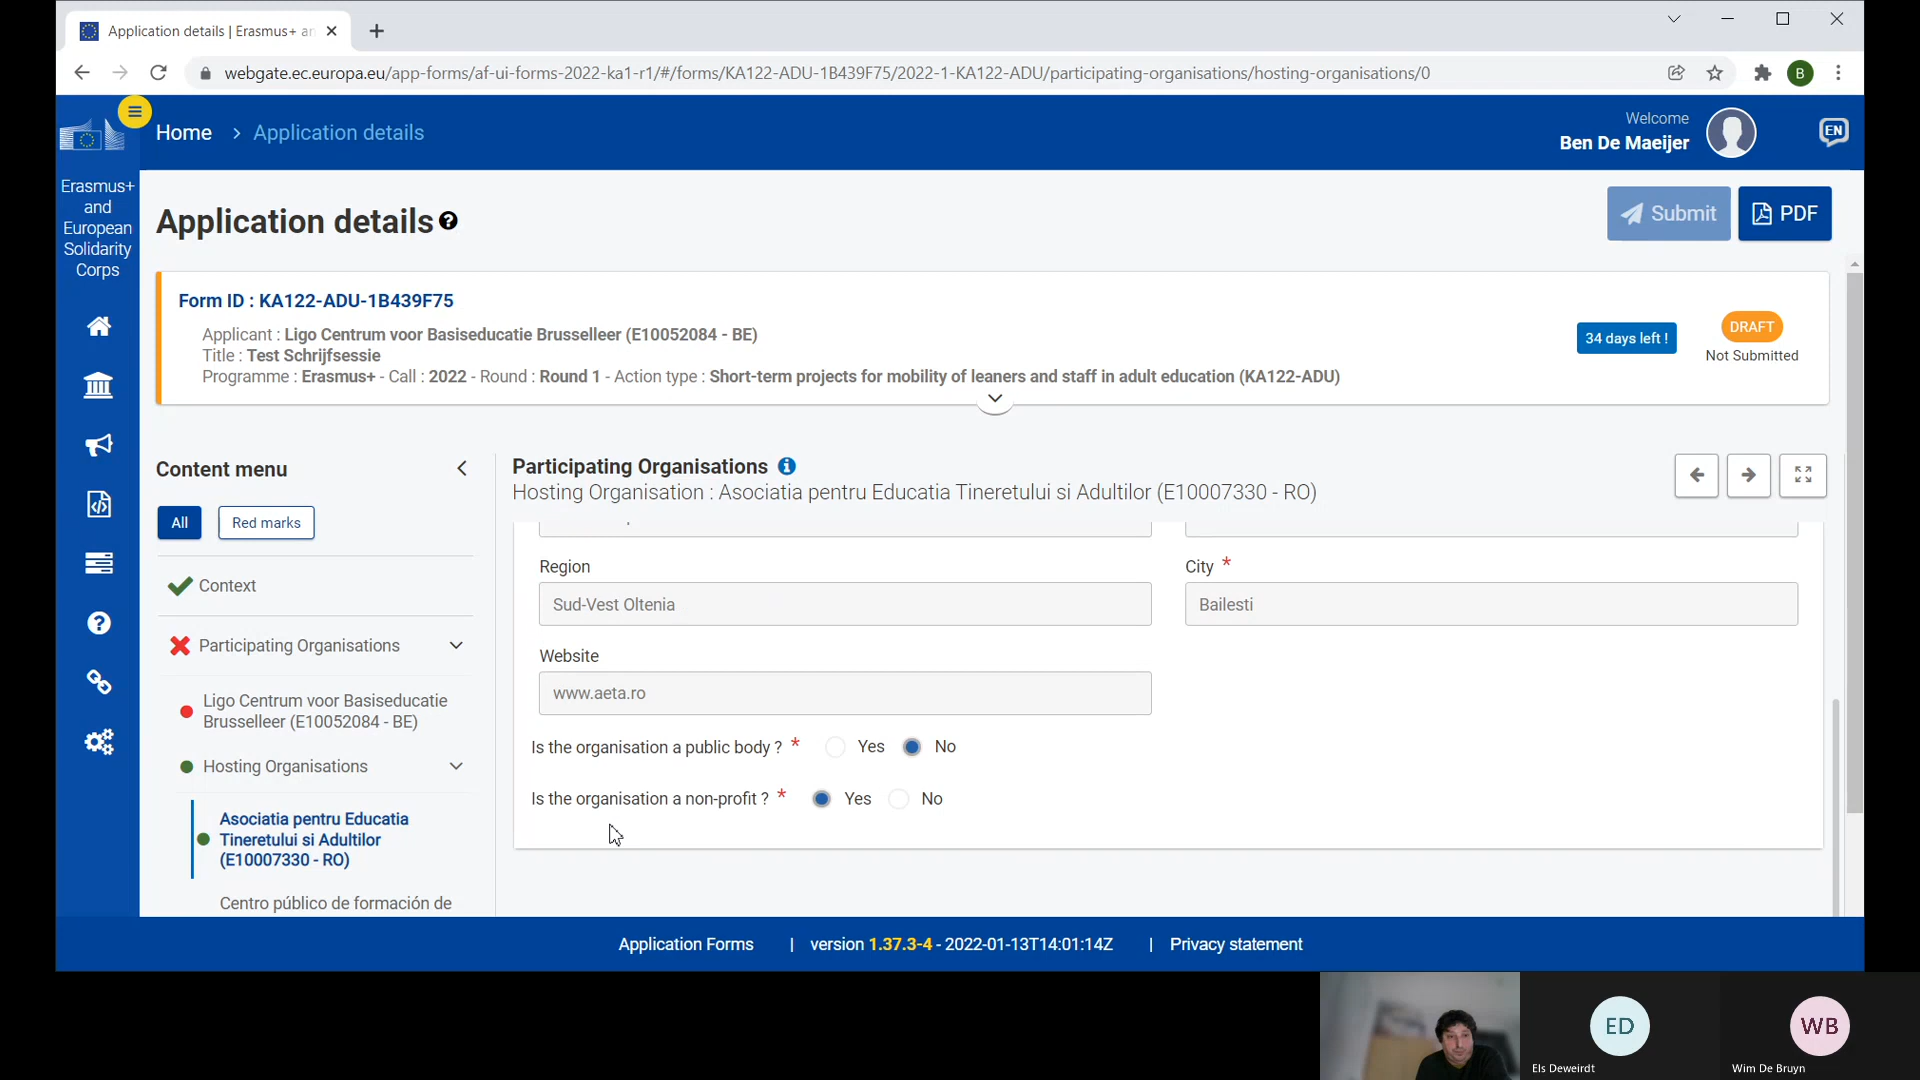 Application details | Erasmus+ an
webgate.ec.europa.eu/app-forms/af-ui-forms-2022-ka1-r1/#/forms/KA122-ADU-1B439F75/2022-1-KA122-ADU/participating-organisations/hosting-organisations/0
B
Home > Application details
Welcome
Ben De Maeijer
EN
Erasmus+
and
European
Solidarity
Corps
Application details
Submit
PDF
Form ID : KA122-ADU-1B439F75
Applicant : Ligo Centrum voor Basiseducatie Brusselleer (E10052084 - BE)
Title : Test Schrijfsessie
Programme : Erasmus+ - Call : 2022 - Round : Round 1 - Action type : Short-term projects for mobility of leaners and staff in adult education (KA122-ADU)
34 days left !
DRAFT
Not Submitted
Content menu
All
Red marks
Context
Participating Organisations
Ligo Centrum voor Basiseducatie
Brusselleer (E10052084 - BE)
Hosting Organisations
Asociatia pentru Educatia
Tineretului si Adultilor
(E10007330 - RO)
Centro público de formación de
Participating Organisations
Hosting Organisation : Asociatia pentru Educatia Tineretului si Adultilor (E10007330 - RO)
Region
Sud-Vest Oltenia
City *
Bailesti
Website
www.aeta.ro
Is the organisation a public body ? * Yes No
Is the organisation a non-profit ? * Yes No
Application Forms | version 1.37.3-4 - 2022-01-13T14:01:14Z | Privacy statement
ED
Els Deweirdt
WB
Wim De Bruyn